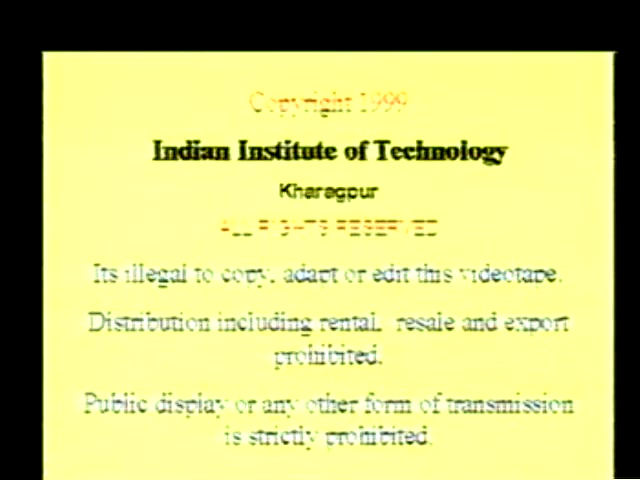 Copyright 1999
Indian Institute of Technology
Kharagpur
ALL RIGHTS RESERVED
Its illegal to copy, adapt or edit this videotape.
Distribution including rental, resale and export
prohibited.
Public display or any other form of transmission
is strictly prohibited.